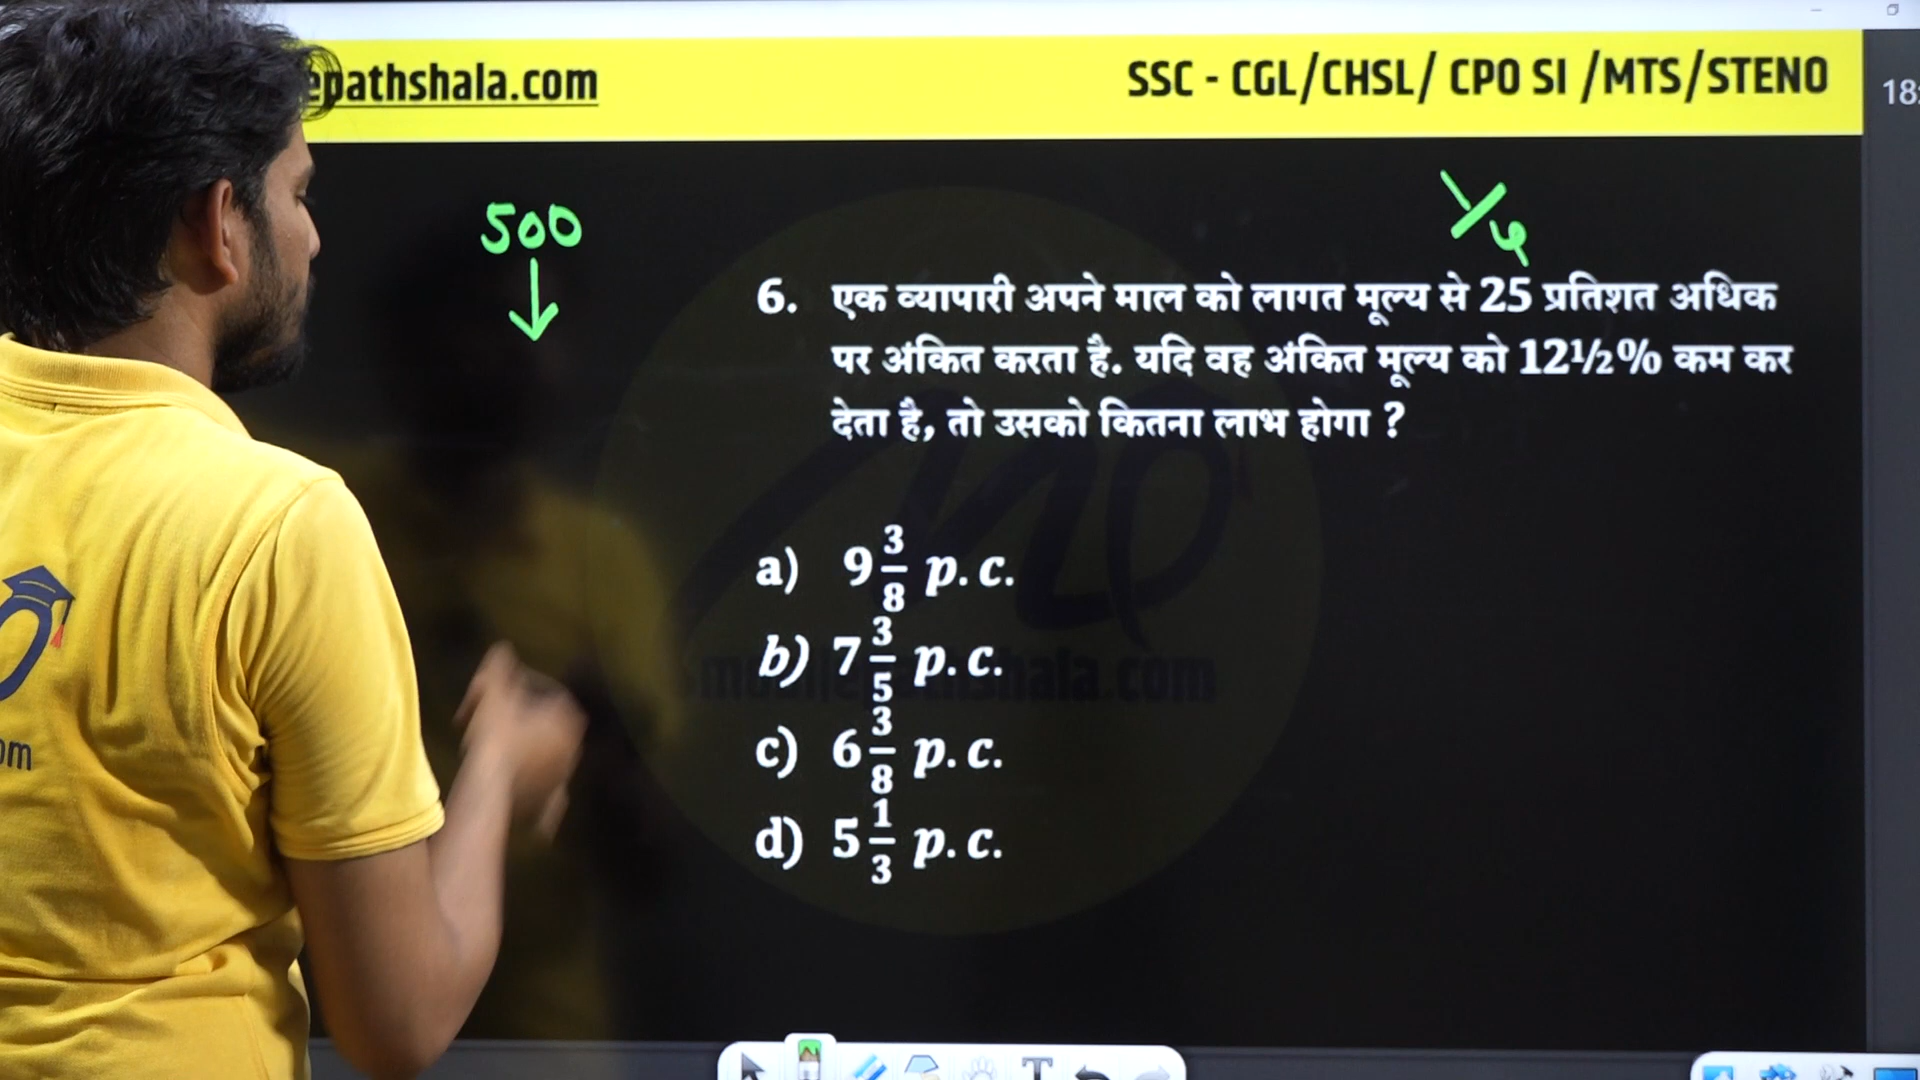 epathshala.com
SSC - CGL/CHSL/ CPO SI /MTS/STENO
18:
500
1/4
6. एक व्यापारी अपने माल को लागत मूल्य से 25 प्रतिशत अधिक
पर अंकित करता है. यदि वह अंकित मूल्य को 12½% कम कर
देता है, तो उसको कितना लाभ होगा ?
a) 9 3/8 p. c.
b) 7 3/5 p. c.
c) 6 3/8 p. c.
d) 5 1/3 p. c.
om